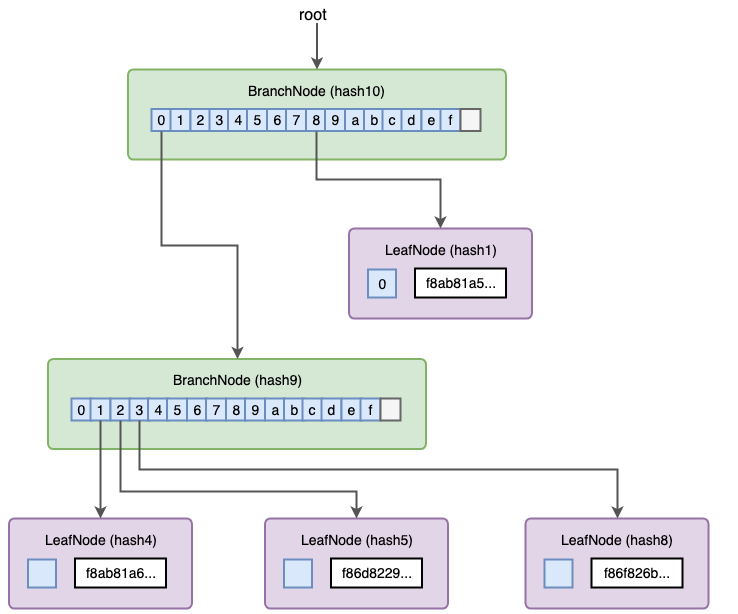 root
BranchNode (hash10)
0 1 2 3 4 5 6 7 8 9 a b c d e f
LeafNode (hash1)
0 f8ab81a5...
BranchNode (hash9)
0 1 2 3 4 5 6 7 8 9 a b c d e f
LeafNode (hash4)
f8ab81a6...
LeafNode (hash5)
f86d8229...
LeafNode (hash8)
f86f826b...